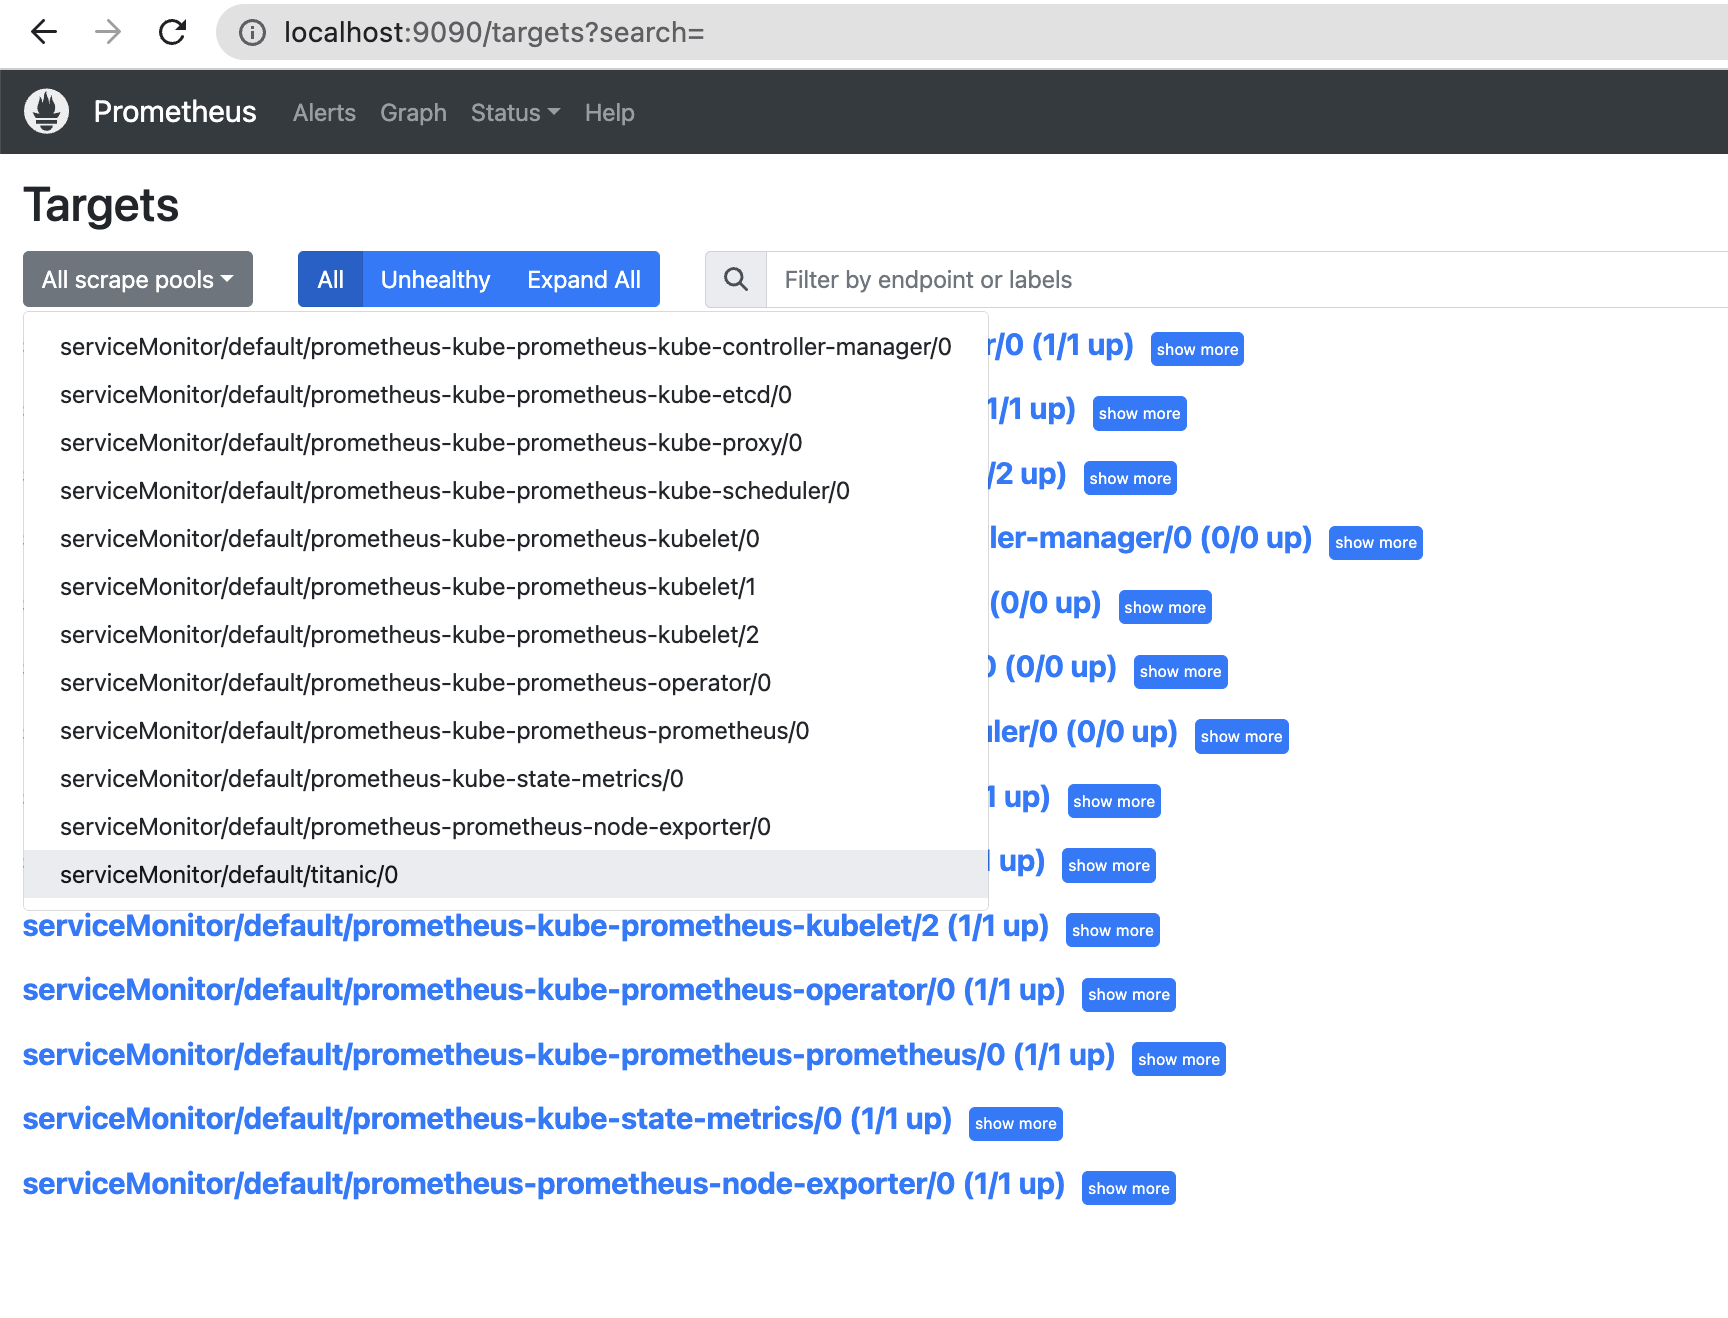 localhost:9090/targets?search=
Prometheus Alerts Graph Status Help
Targets
All scrape pools All Unhealthy Expand All Filter by endpoint or labels
serviceMonitor/default/prometheus-kube-prometheus-kube-controller-manager/0
serviceMonitor/default/prometheus-kube-prometheus-kube-etcd/0
serviceMonitor/default/prometheus-kube-prometheus-kube-proxy/0
serviceMonitor/default/prometheus-kube-prometheus-kube-scheduler/0
serviceMonitor/default/prometheus-kube-prometheus-kubelet/0
serviceMonitor/default/prometheus-kube-prometheus-kubelet/1
serviceMonitor/default/prometheus-kube-prometheus-kubelet/2
serviceMonitor/default/prometheus-kube-prometheus-operator/0
serviceMonitor/default/prometheus-kube-prometheus-prometheus/0
serviceMonitor/default/prometheus-kube-state-metrics/0
serviceMonitor/default/prometheus-prometheus-node-exporter/0
serviceMonitor/default/titanic/0
r/0 (1/1 up) show more
1/1 up) show more
/2 up) show more
ler-manager/0 (0/0 up) show more
(0/0 up) show more
0 (0/0 up) show more
uler/0 (0/0 up) show more
1 up) show more
up) show more
serviceMonitor/default/prometheus-kube-prometheus-kubelet/2 (1/1 up) show more
serviceMonitor/default/prometheus-kube-prometheus-operator/0 (1/1 up) show more
serviceMonitor/default/prometheus-kube-prometheus-prometheus/0 (1/1 up) show more
serviceMonitor/default/prometheus-kube-state-metrics/0 (1/1 up) show more
serviceMonitor/default/prometheus-prometheus-node-exporter/0 (1/1 up) show more